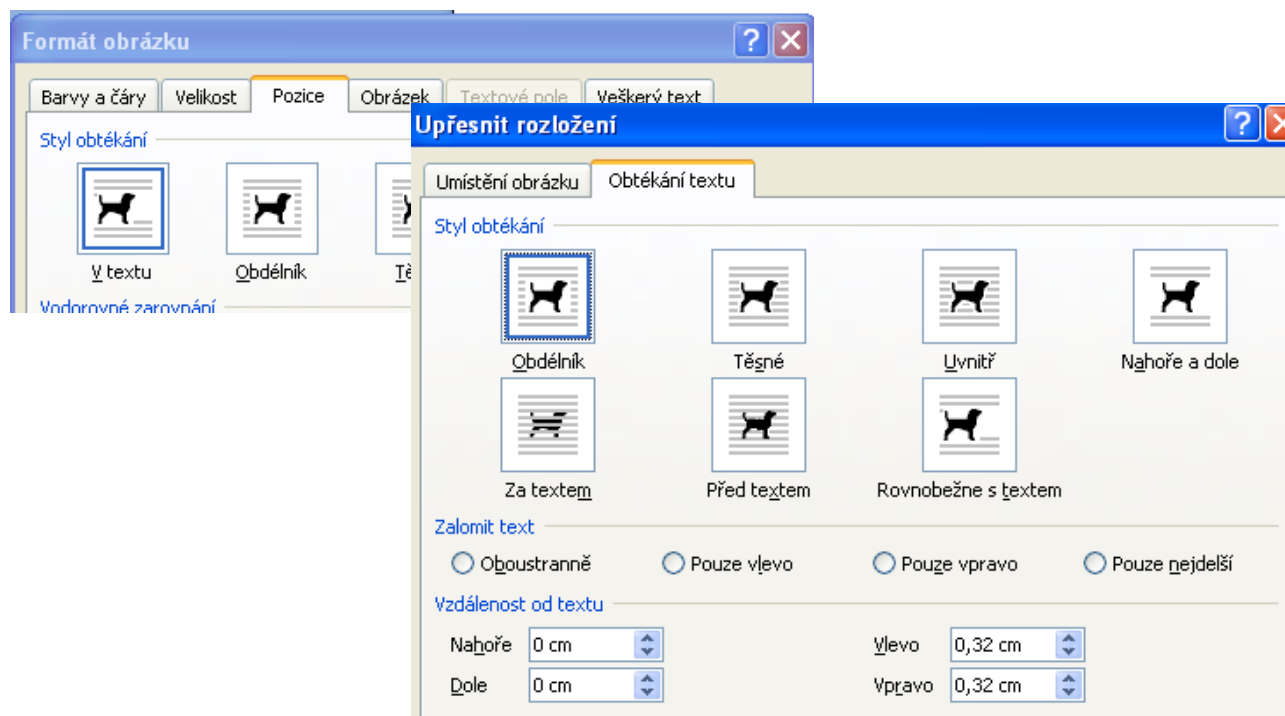 Formát obrázku
Barvy a čáry Velikost Pozice Obrázek Textové pole Veškerý text
Styl obtékání
V textu Obdélník Tě
Vodorovné zarovnání
Upřesnit rozložení
Umístění obrázku Obtékání textu
Styl obtékání
Obdélník Těsné Uvnitř Nahoře a dole
Za textem Před textem Rovnobežne s textem
Zalomit text
Oboustranně Pouze vlevo Pouze vpravo Pouze nejdelší
Vzdálenost od textu
Nahoře 0 cm Vlevo 0,32 cm
Dole 0 cm Vpravo 0,32 cm